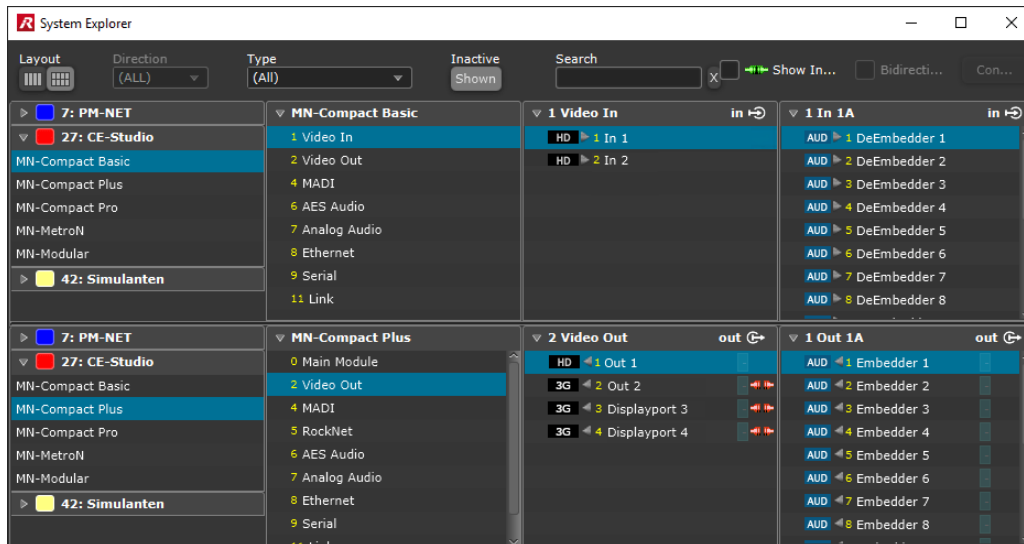 R System Explorer
Layout Direction Type Inactive Search
(ALL) (All) Shown X Show In... Bidirecti... Con...
7: PM-NET
27: CE-Studio
MN-Compact Basic
MN-Compact Plus
MN-Compact Pro
MN-MetroN
MN-Modular
42: Simulanten
MN-Compact Basic
1 Video In
2 Video Out
4 MADI
6 AES Audio
7 Analog Audio
8 Ethernet
9 Serial
11 Link
1 Video In in
HD 1 In 1
HD 2 In 2
1 In 1A in
AUD 1 DeEmbedder 1
AUD 2 DeEmbedder 2
AUD 3 DeEmbedder 3
AUD 4 DeEmbedder 4
AUD 5 DeEmbedder 5
AUD 6 DeEmbedder 6
AUD 7 DeEmbedder 7
AUD 8 DeEmbedder 8
7: PM-NET
27: CE-Studio
MN-Compact Basic
MN-Compact Plus
MN-Compact Pro
MN-MetroN
MN-Modular
42: Simulanten
MN-Compact Plus
0 Main Module
2 Video Out
4 MADI
5 RockNet
6 AES Audio
7 Analog Audio
8 Ethernet
9 Serial
2 Video Out out
HD 1 Out 1
3G 2 Out 2
3G 3 Displayport 3
3G 4 Displayport 4
1 Out 1A out
AUD 1 Embedder 1
AUD 2 Embedder 2
AUD 3 Embedder 3
AUD 4 Embedder 4
AUD 5 Embedder 5
AUD 6 Embedder 6
AUD 7 Embedder 7
AUD 8 Embedder 8